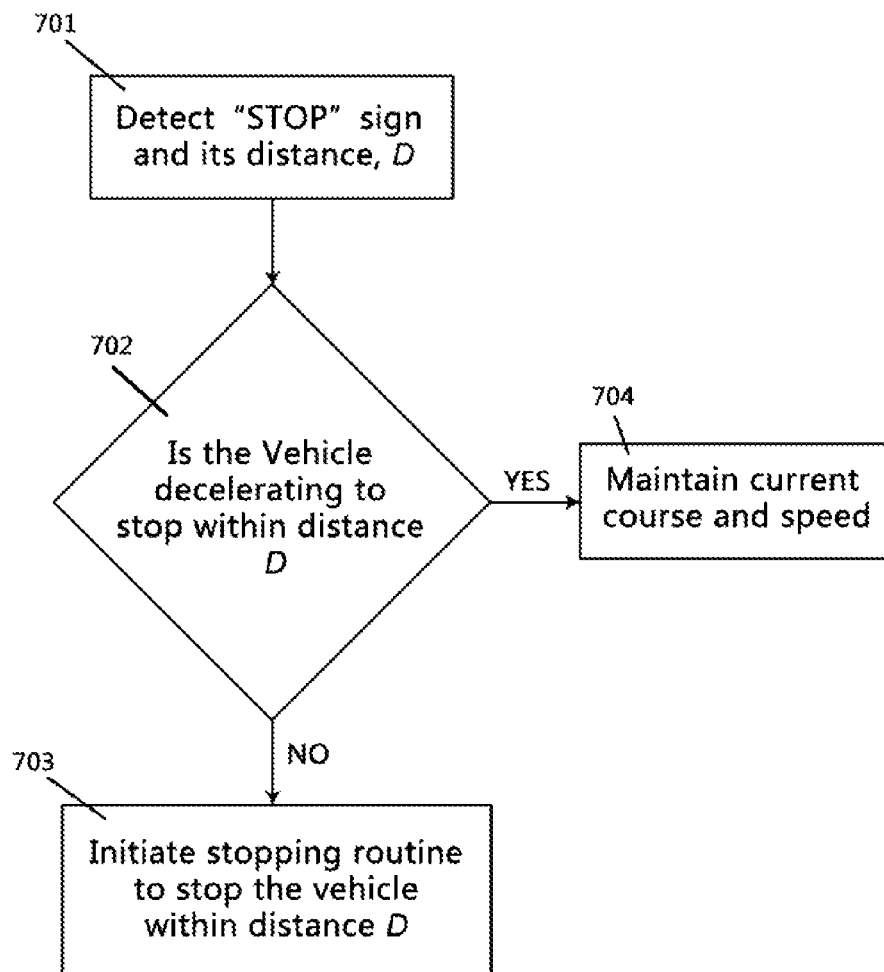 701
Detect “STOP” sign
and its distance, D
702
Is the Vehicle
decelerating to
stop within distance
D
YES
704
Maintain current
course and speed
NO
703
Initiate stopping routine
to stop the vehicle
within distance D